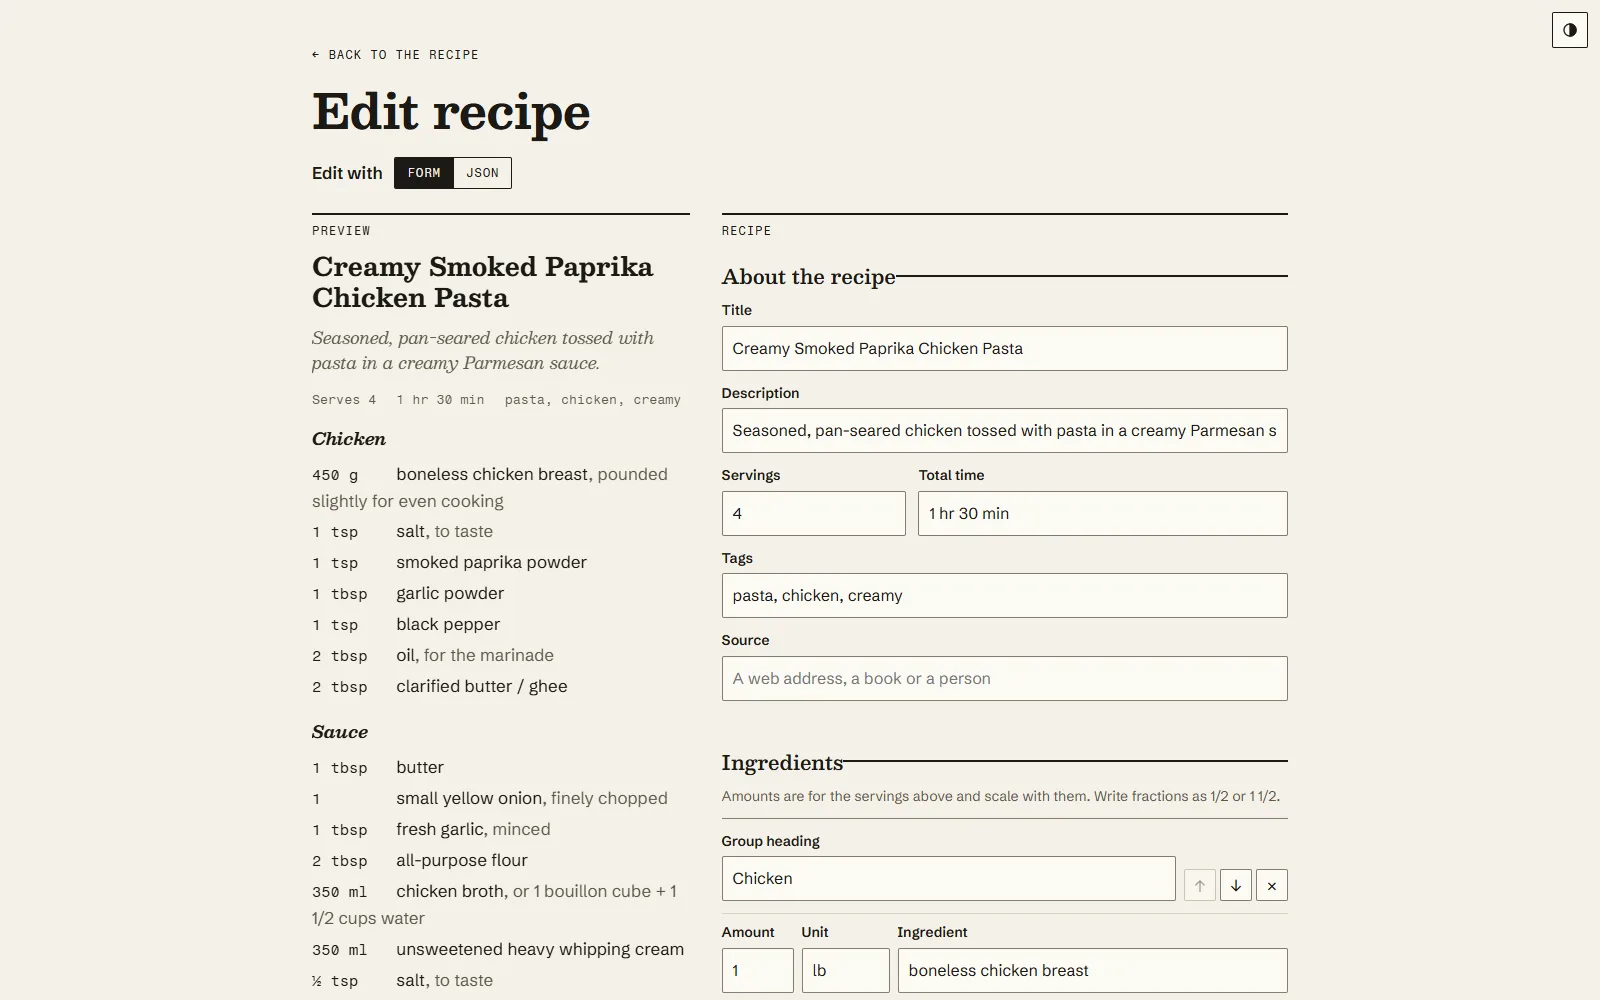 ← BACK TO THE RECIPE
Edit recipe
Edit with FORM JSON
PREVIEW
Creamy Smoked Paprika
Chicken Pasta
Seasoned, pan-seared chicken tossed with
pasta in a creamy Parmesan sauce.
Serves 4 1 hr 30 min pasta, chicken, creamy
Chicken
450 g boneless chicken breast, pounded
slightly for even cooking
1 tsp salt, to taste
1 tsp smoked paprika powder
1 tbsp garlic powder
1 tsp black pepper
2 tbsp oil, for the marinade
2 tbsp clarified butter / ghee
Sauce
1 tbsp butter
1 small yellow onion, finely chopped
1 tbsp fresh garlic, minced
2 tbsp all-purpose flour
350 ml chicken broth, or 1 bouillon cube + 1
1/2 cups water
350 ml unsweetened heavy whipping cream
½ tsp salt, to taste
RECIPE
About the recipe
Title
Creamy Smoked Paprika Chicken Pasta
Description
Seasoned, pan-seared chicken tossed with pasta in a creamy Parmesan s
Servings Total time
4 1 hr 30 min
Tags
pasta, chicken, creamy
Source
A web address, a book or a person
Ingredients
Amounts are for the servings above and scale with them. Write fractions as 1/2 or 1 1/2.
Group heading
Chicken ↑ ↓ ×
Amount Unit Ingredient
1 lb boneless chicken breast